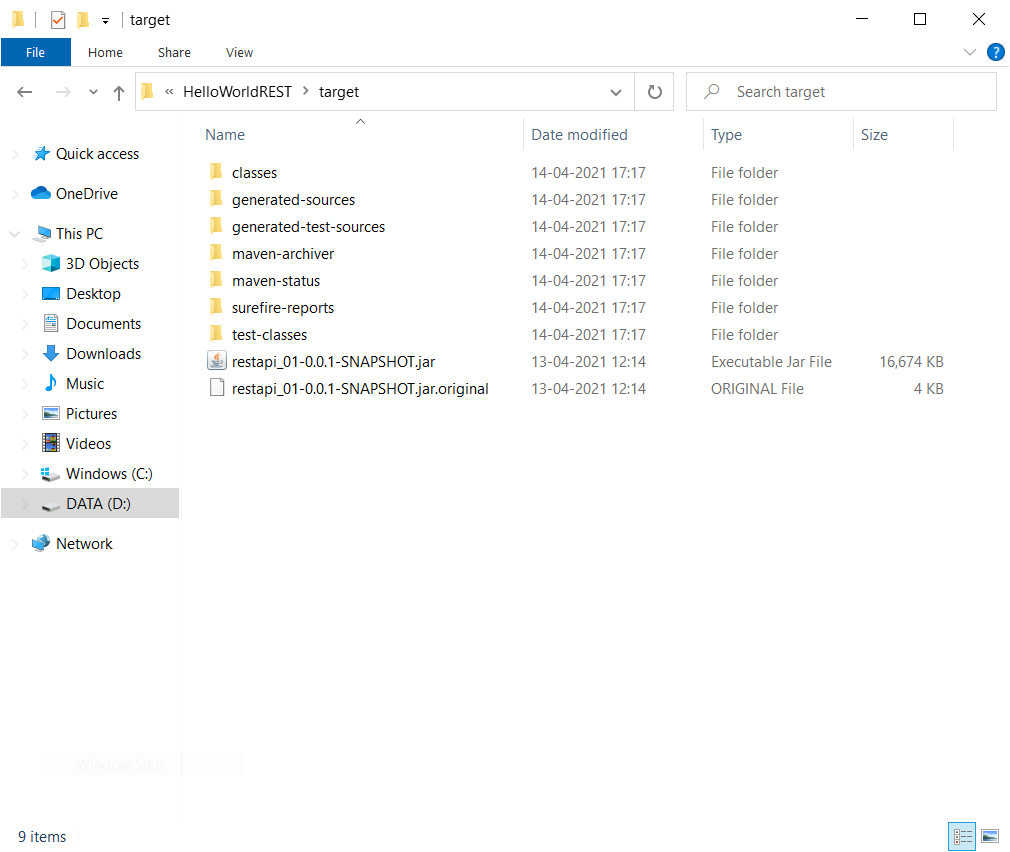 target
File Home Share View
« HelloWorldREST > target Search target
Name Date modified Type Size
Quick access
OneDrive
This PC
3D Objects
Desktop
Documents
Downloads
Music
Pictures
Videos
Windows (C:)
DATA (D:)
Network
classes 14-04-2021 17:17 File folder
generated-sources 14-04-2021 17:17 File folder
generated-test-sources 14-04-2021 17:17 File folder
maven-archiver 14-04-2021 17:17 File folder
maven-status 14-04-2021 17:17 File folder
surefire-reports 14-04-2021 17:17 File folder
test-classes 14-04-2021 17:17 File folder
restapi_01-0.0.1-SNAPSHOT.jar 13-04-2021 12:14 Executable Jar File 16,674 KB
restapi_01-0.0.1-SNAPSHOT.jar.original 13-04-2021 12:14 ORIGINAL File 4 KB
Window Snip
9 items